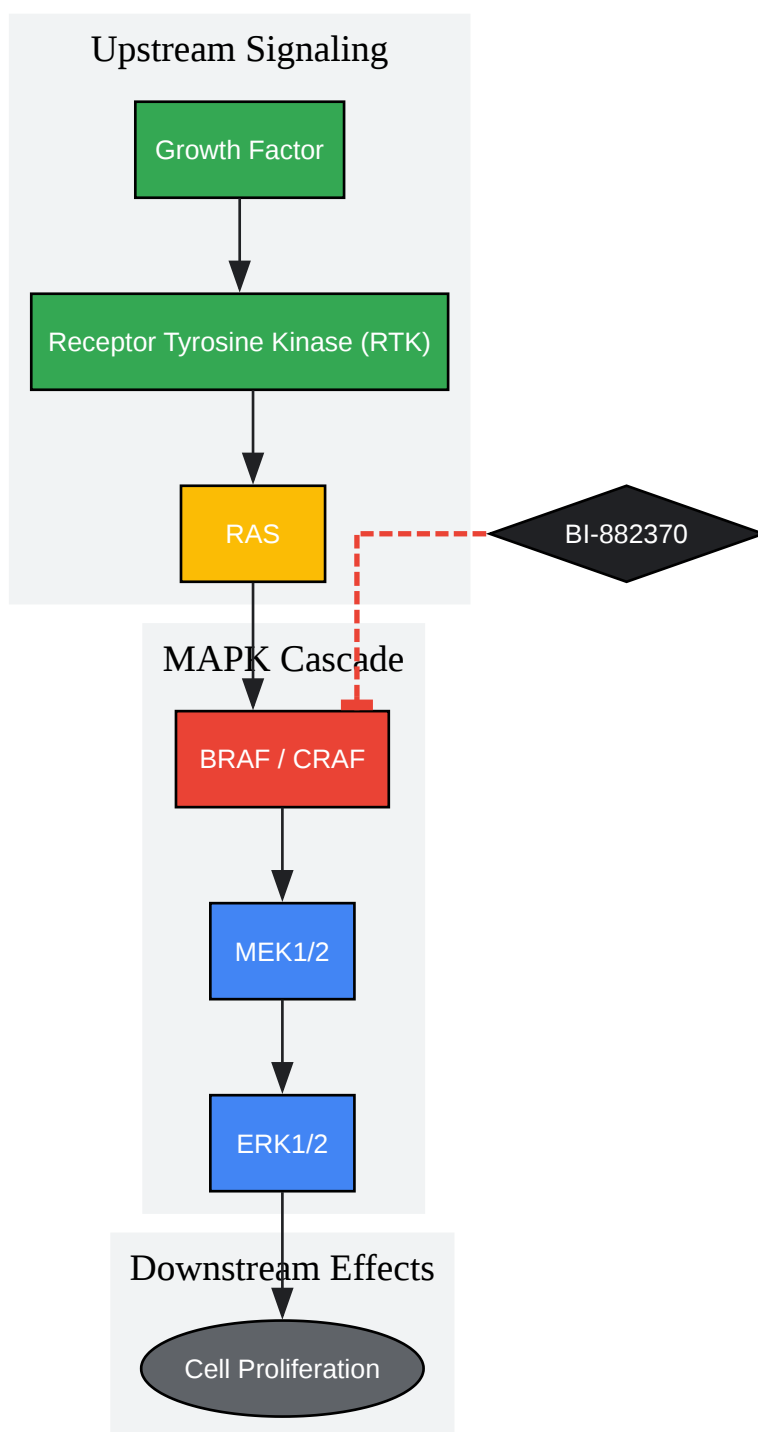 Upstream Signaling
Growth Factor
Receptor Tyrosine Kinase (RTK)
RAS
BI-882370
MAPK Cascade
BRAF / CRAF
MEK1/2
ERK1/2
Downstream Effects
Cell Proliferation